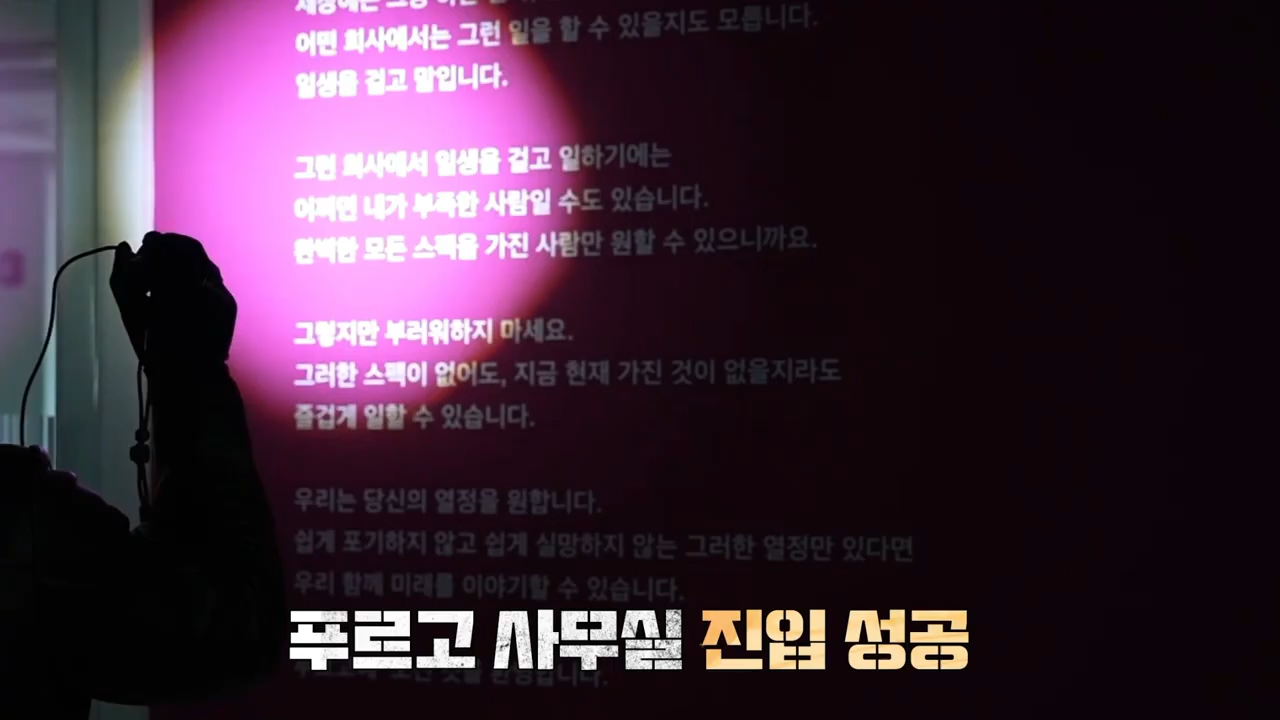 어떤 회사에서는 그런 일을 할 수 있을지도 모릅니다.
일생을 걸고 말입니다.
그런 회사에서 일생을 걸고 일하기에는
어쩌면 내가 부족한 사람일 수도 있습니다.
완벽한 모든 스펙을 가진 사람만 원할 수 있으니까요.
그렇지만 부러워하지 마세요.
그러한 스펙이 없어도, 지금 현재 가진 것이 없을지라도
즐겁게 일할 수 있습니다.
우리는 당신의 열정을 원합니다.
쉽게 포기하지 않고 쉽게 실망하지 않는 그러한 열정만 있다면
우리 함께 미래를 이야기할 수 있습니다.
푸르고 사무실 진입 성공